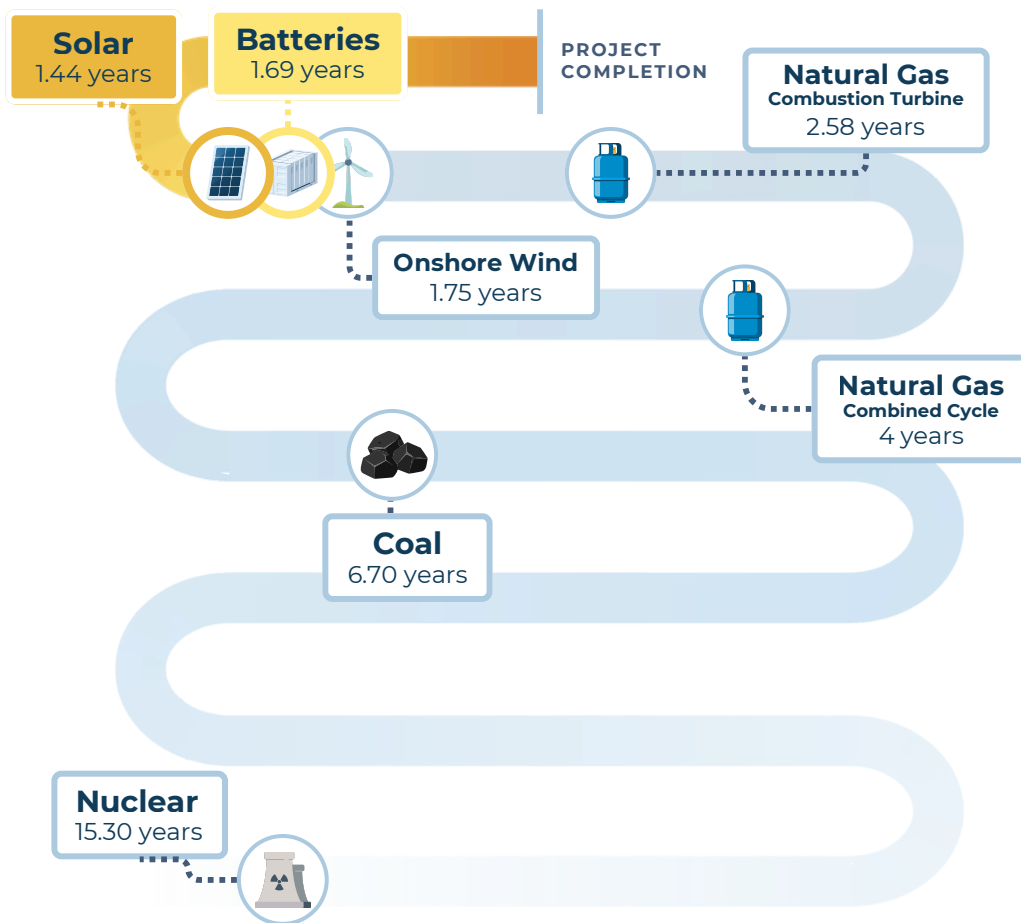 Solar
1.44 years
Batteries
1.69 years
PROJECT
COMPLETION
Natural Gas
Combustion Turbine
2.58 years
Onshore Wind
1.75 years
Natural Gas
Combined Cycle
4 years
Coal
6.70 years
Nuclear
15.30 years